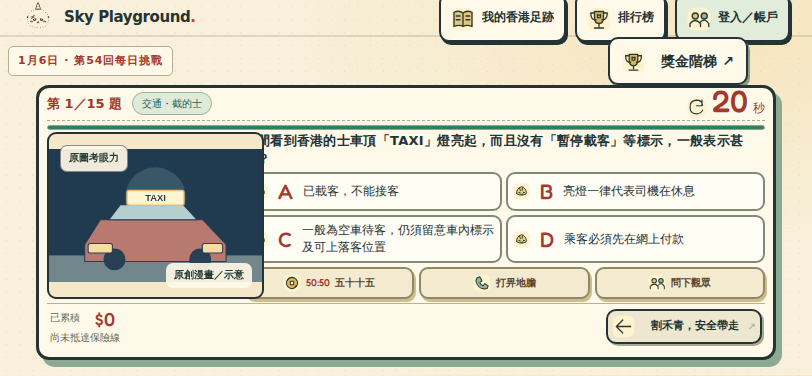 Sky Playground.
我的香港足跡
排行榜
登入／帳戶
獎金階梯 ↗
1月6日 · 第54回每日挑戰
第 1／15 題
交通・截的士
20 秒
間看到香港的士車頂「TAXI」燈亮起，而且沒有「暫停載客」等標示，一般表示甚
?
原圖考眼力
TAXI
原創漫畫／示意
A 已載客，不能接客
B 亮燈一律代表司機在休息
C 一般為空車待客，仍須留意車內標示
及可上落客位置
D 乘客必須先在網上付款
50:50 五十十五
打畀地膽
問下觀眾
已累積 $0
尚未抵達保險線
割禾青，安全帶走 ↗